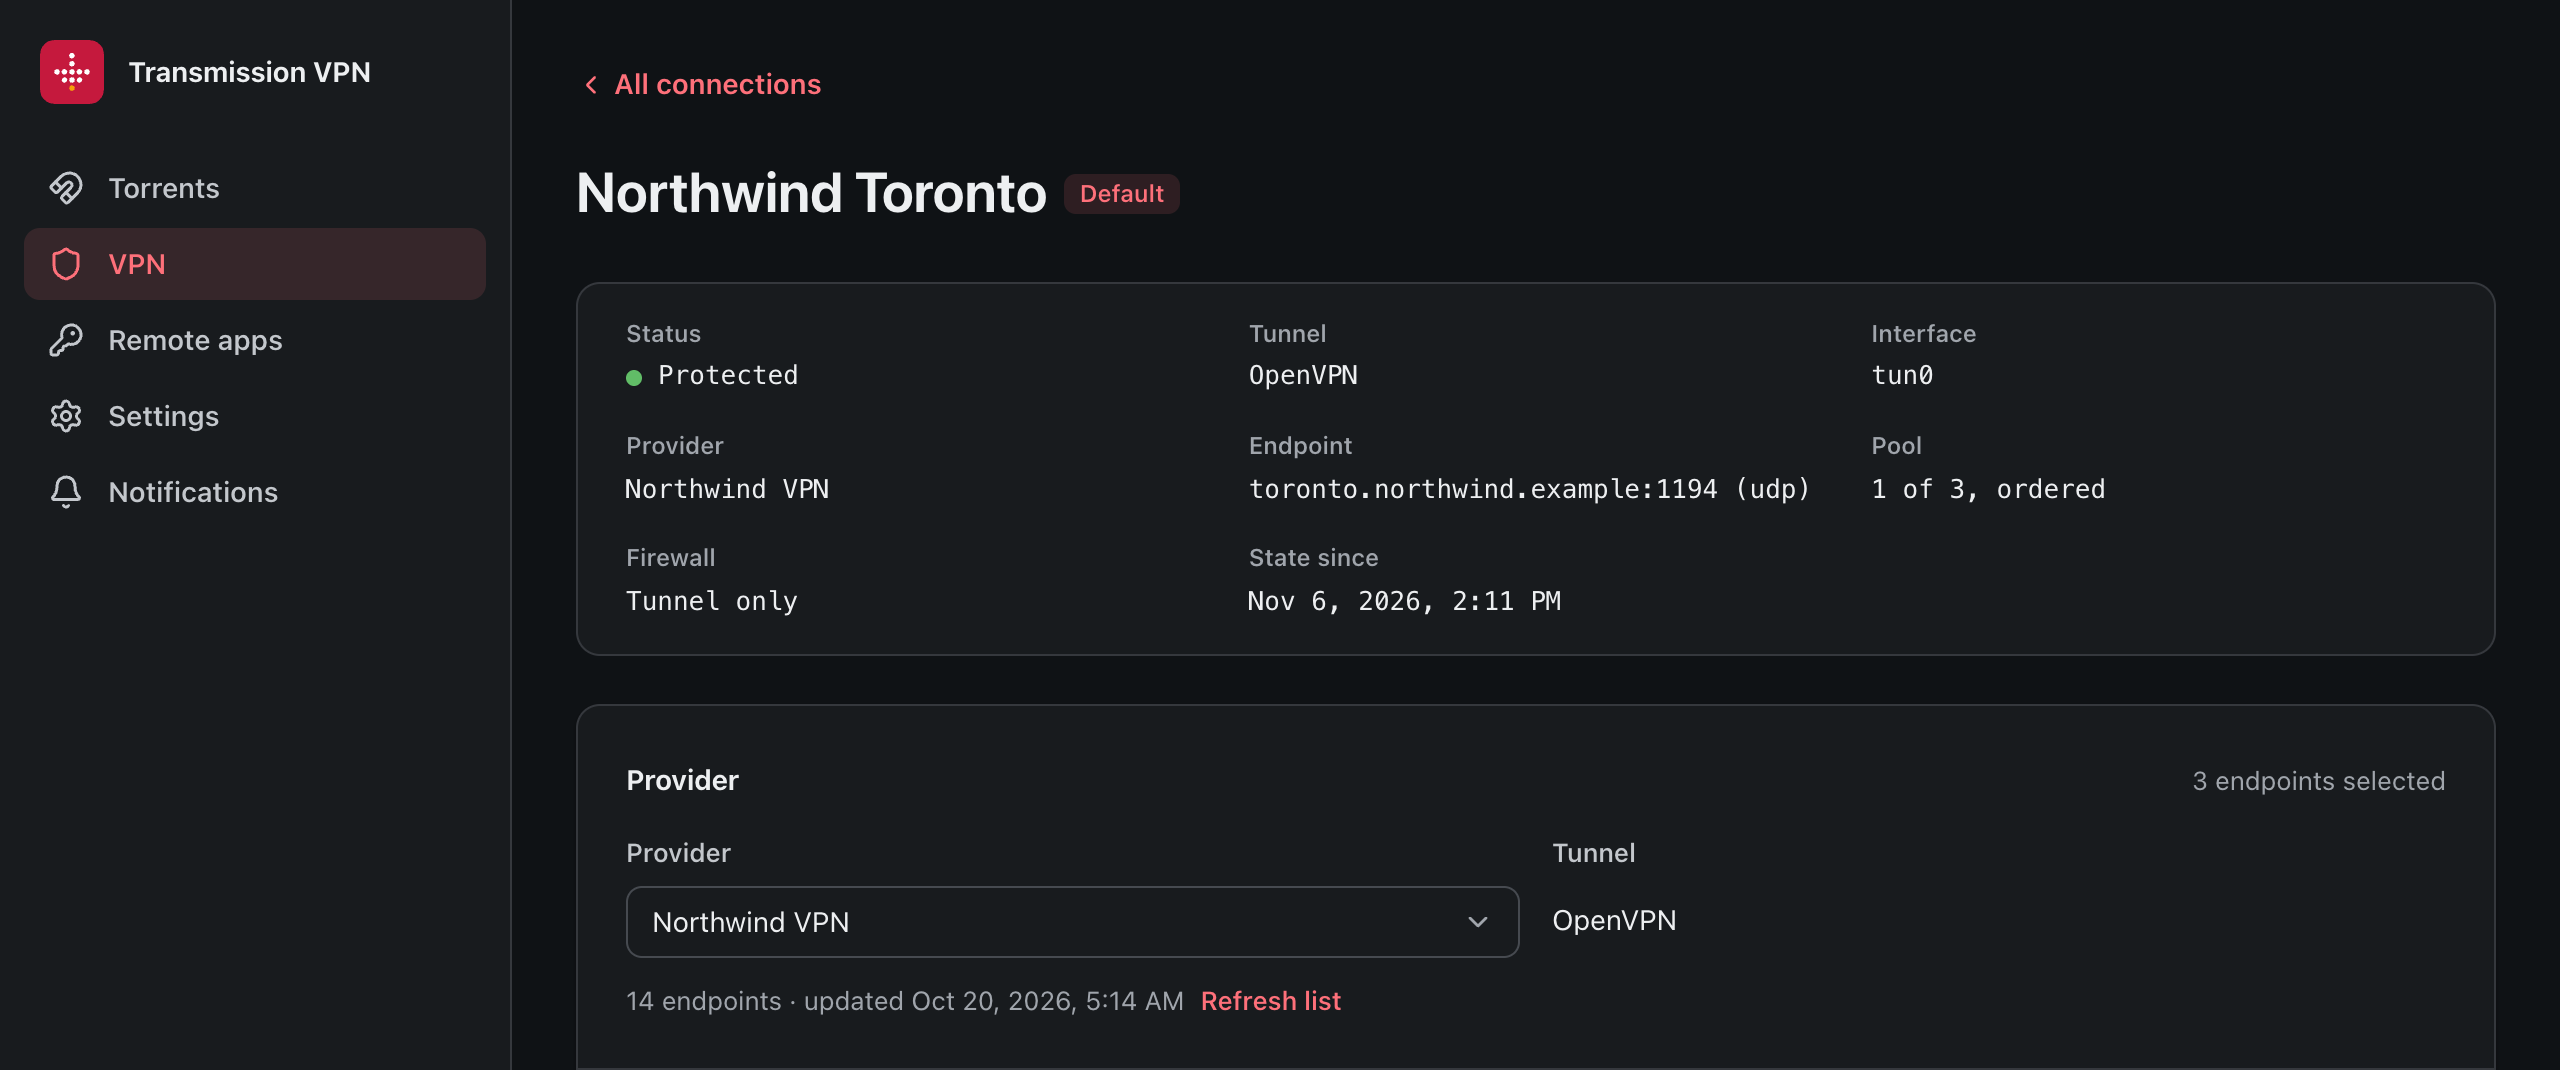 Transmission VPN
Torrents
VPN
Remote apps
Settings
Notifications
All connections
Northwind Toronto Default
Status Tunnel Interface
Protected OpenVPN tun0
Provider Endpoint Pool
Northwind VPN toronto.northwind.example:1194 (udp) 1 of 3, ordered
Firewall State since
Tunnel only Nov 6, 2026, 2:11 PM
Provider 3 endpoints selected
Provider Tunnel
Northwind VPN OpenVPN
14 endpoints · updated Oct 20, 2026, 5:14 AM Refresh list